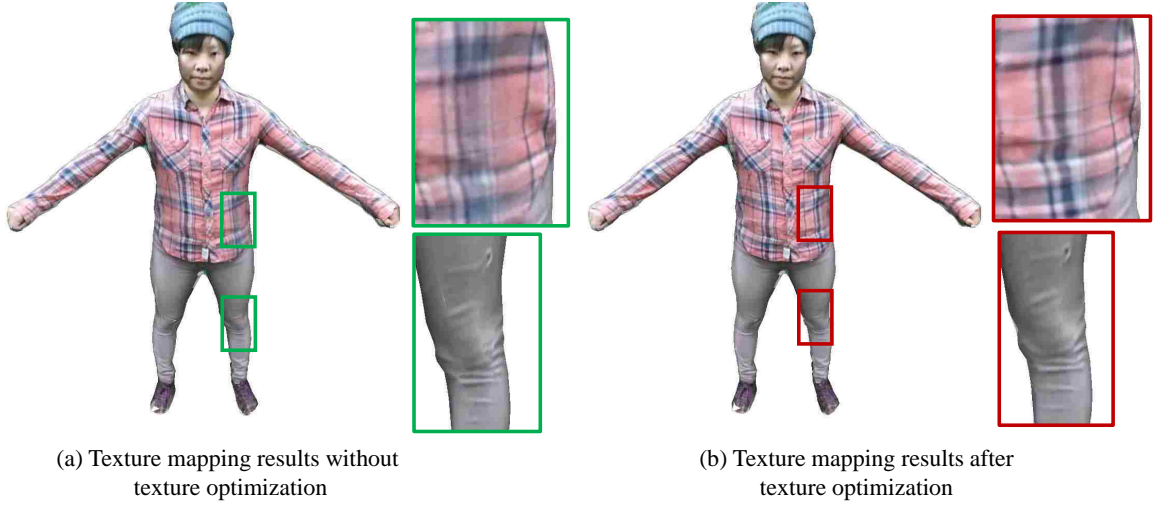 (a) Texture mapping results without
texture optimization
(b) Texture mapping results after
texture optimization